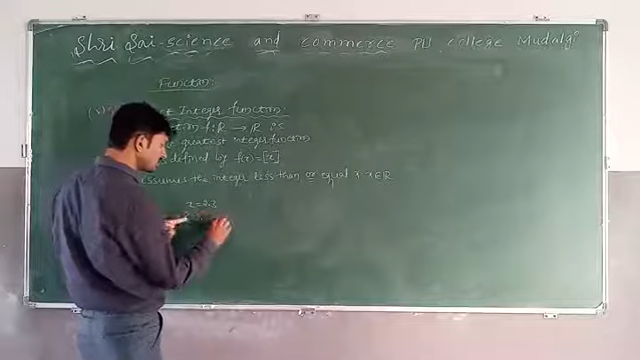 Shri Sai science and commerce PU college Mudalgi
Function:
Integer function:
f: R → R is
greatest integer function
defined by f(x)=[x]
assumes the integer less than or equal x x∈R
x=2.3